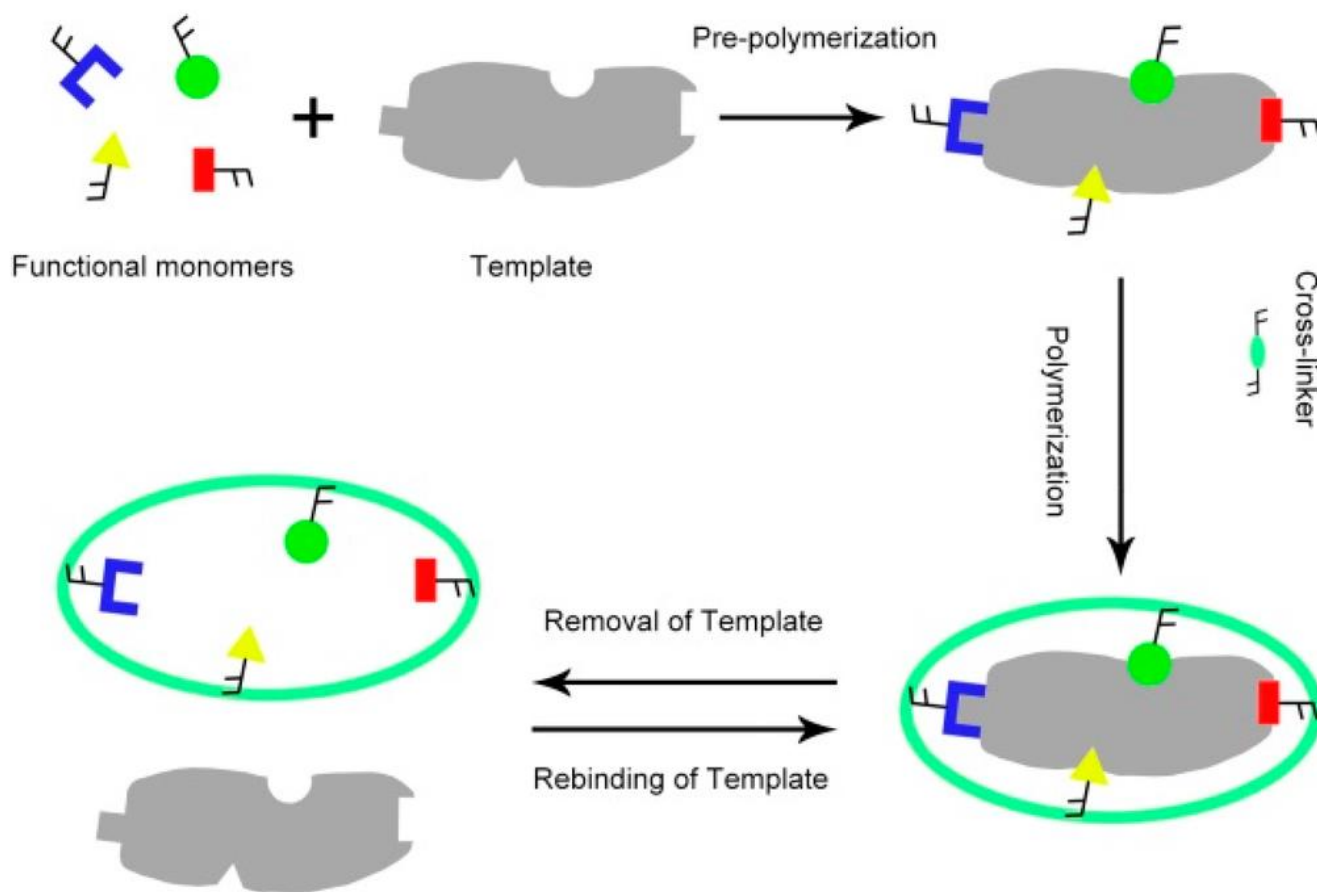 Pre-polymerization
Functional monomers
Template
Cross-linker
Polymerization
Removal of Template
Rebinding of Template